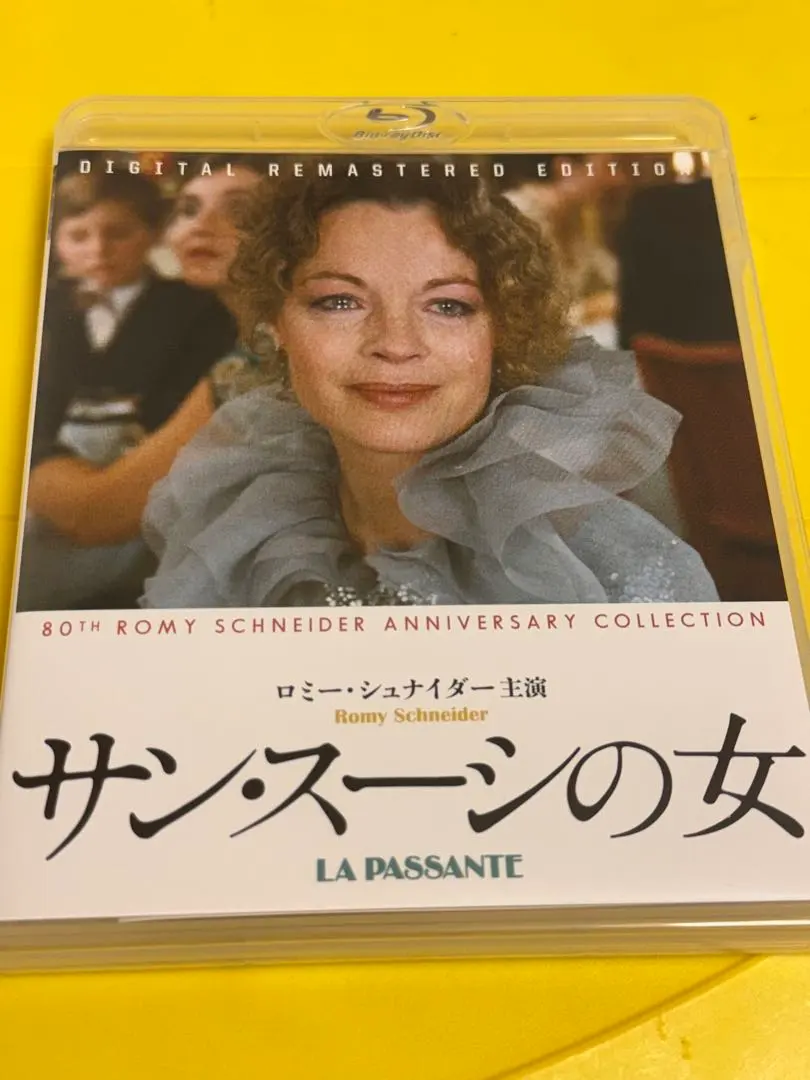 Blu-ray Disc
DIGITAL REMASTERED EDITION
80TH ROMY SCHNEIDER ANNIVERSARY COLLECTION
ロミー・シュナイダー主演
Romy Schneider
サン・スーシの女
LA PASSANTE